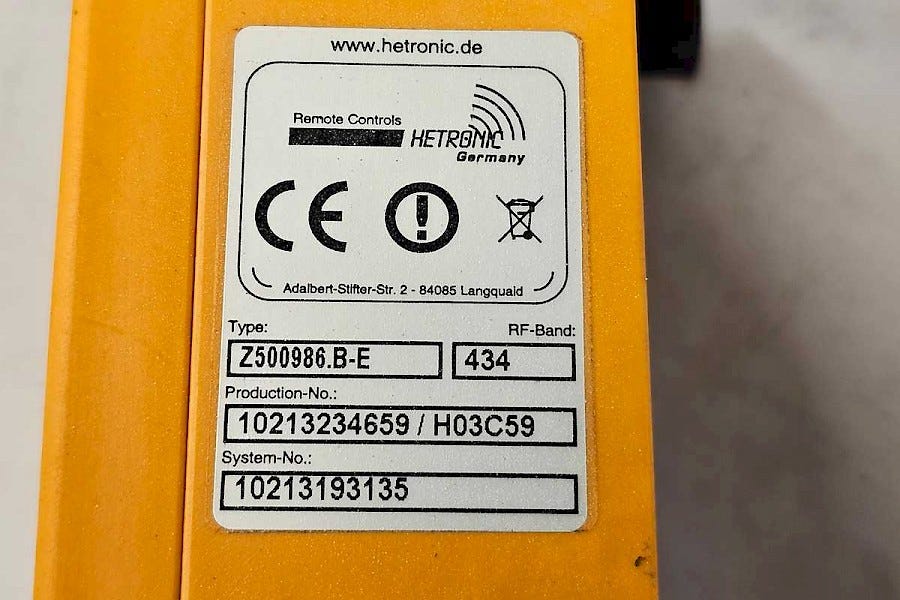 www.hetronic.de
Remote Controls
HETRONIC
Germany
CE
Adalbert-Stifter-Str. 2 - 84085 Langquaid
Type:
RF-Band:
Z500986.B-E
434
Production-No.:
10213234659 / H03C59
System-No.:
10213193135